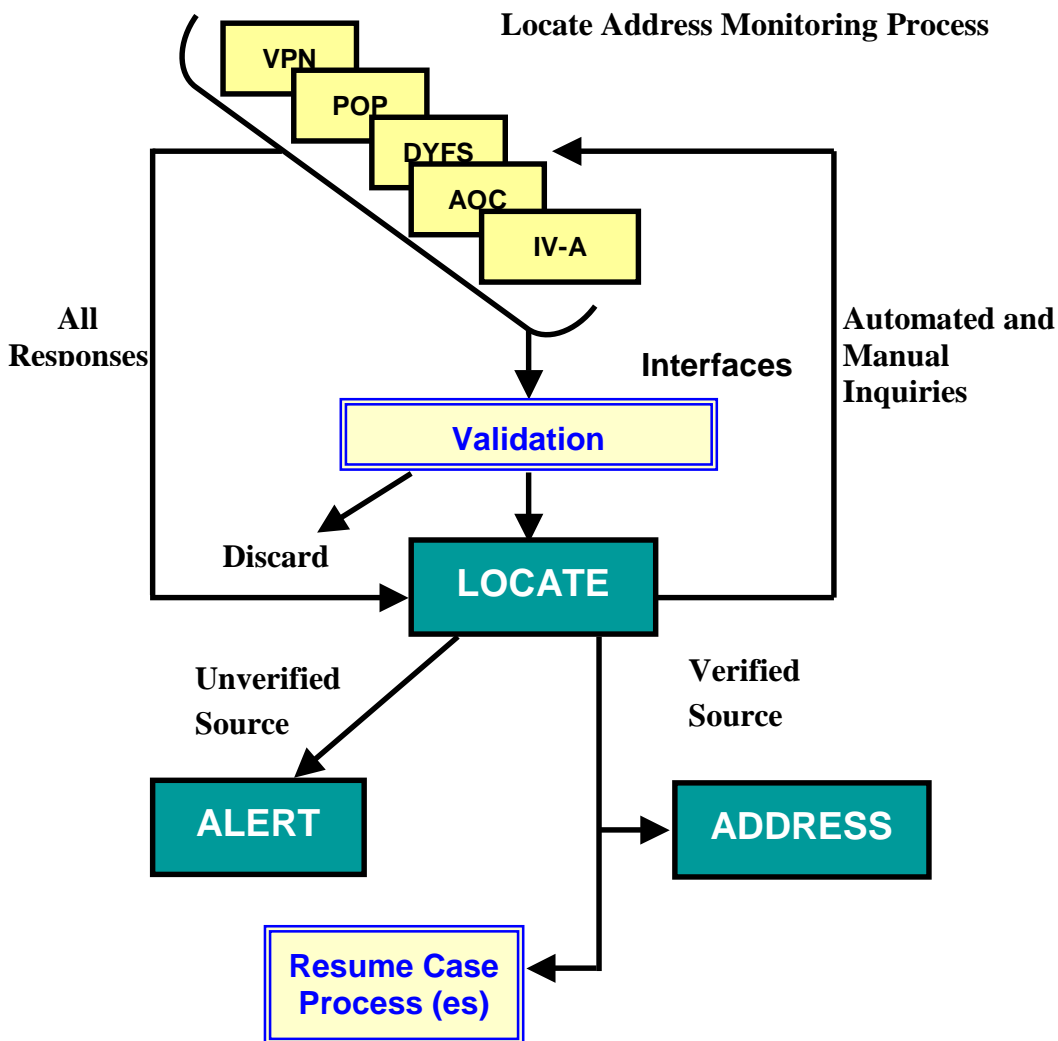 Locate Address Monitoring Process
VPN
POP
DYFS
AOC
IV-A
All
Responses
Automated and
Manual
Inquiries
Interfaces
Validation
Discard
LOCATE
Unverified
Source
Verified
Source
ALERT
ADDRESS
Resume Case
Process (es)